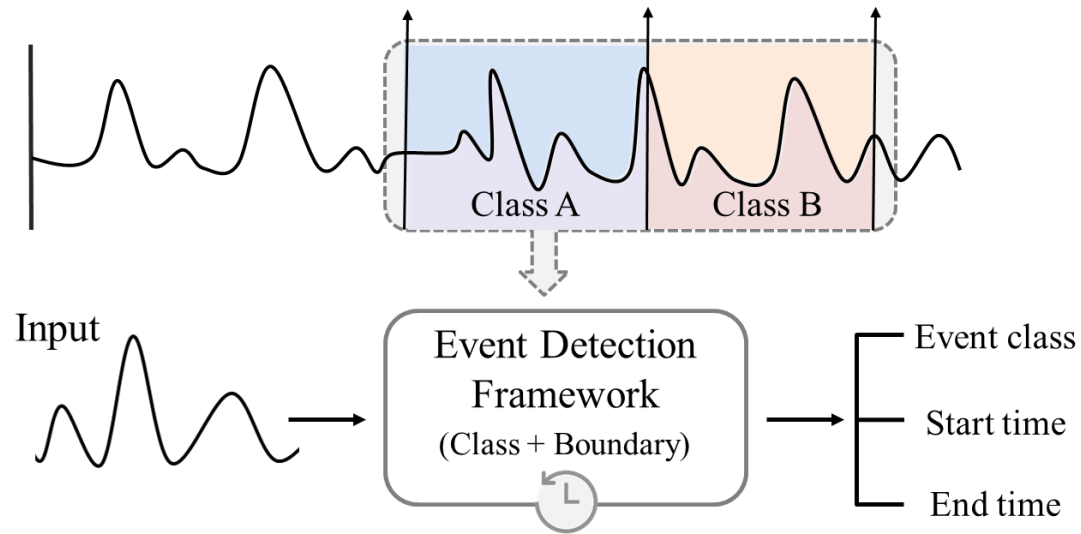 Class A
Class B
Input
Event Detection
Framework
(Class + Boundary)
Event class
Start time
End time